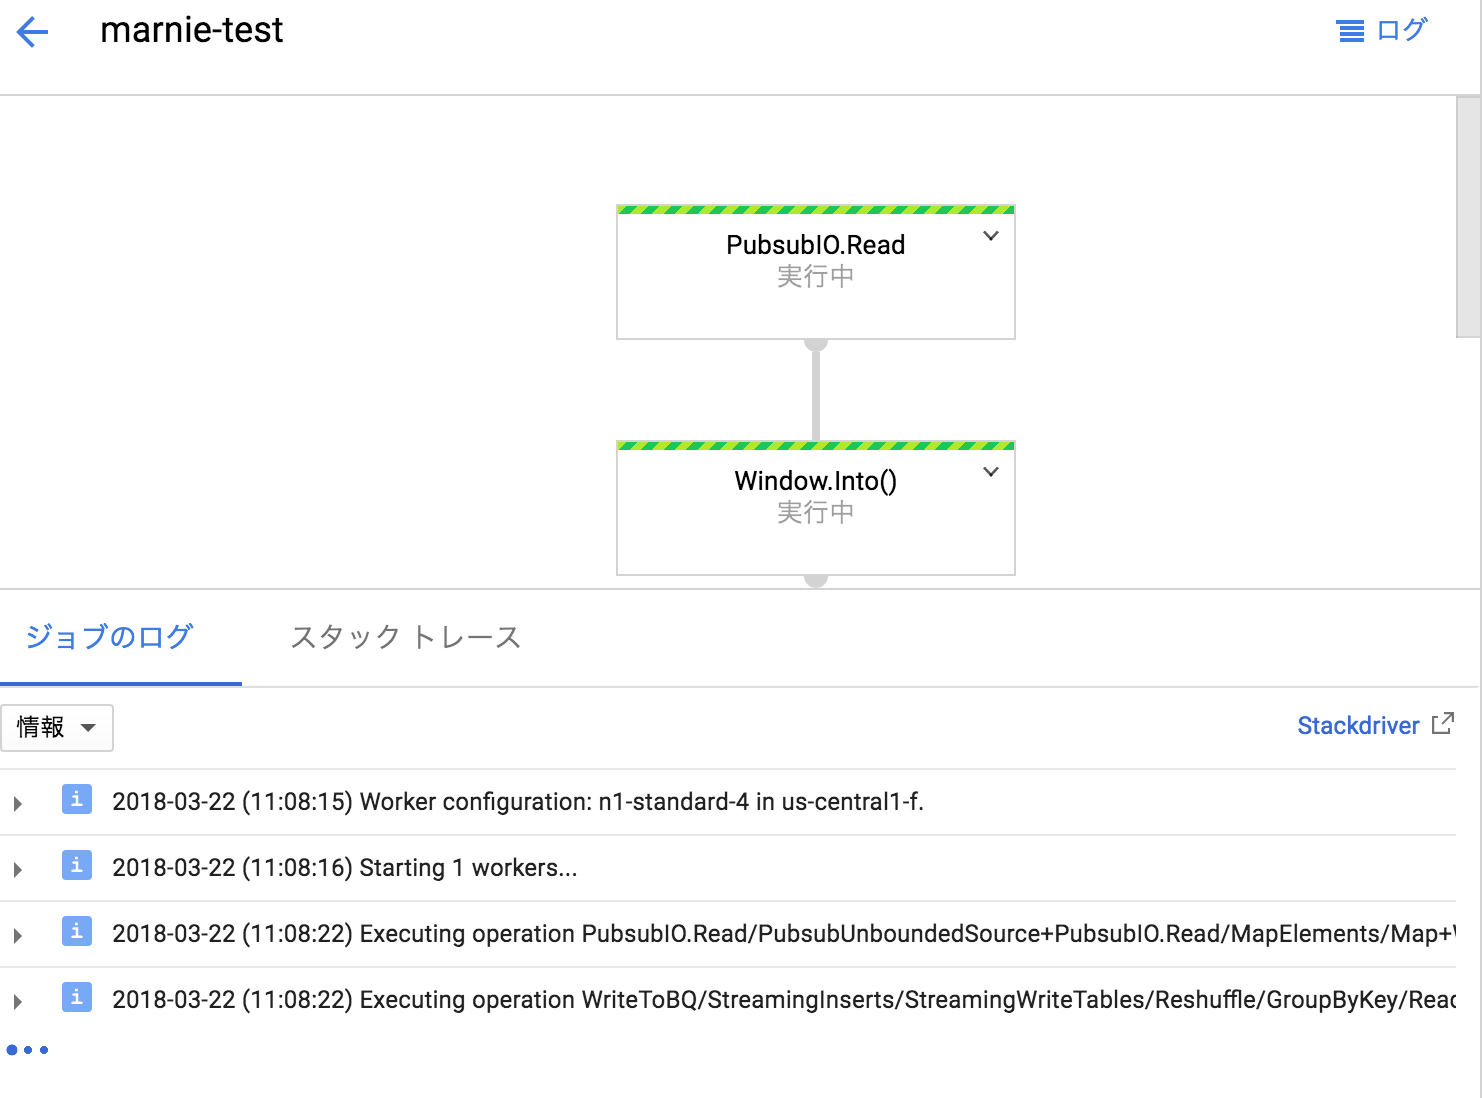 marnie-test
ログ
PubsubIO.Read
実行中
Window.Into()
実行中
ジョブのログ
スタック トレース
情報
Stackdriver
2018-03-22 (11:08:15) Worker configuration: n1-standard-4 in us-central1-f.
2018-03-22 (11:08:16) Starting 1 workers...
2018-03-22 (11:08:22) Executing operation PubsubIO.Read/PubsubUnboundedSource+PubsubIO.Read/MapElements/Map+
2018-03-22 (11:08:22) Executing operation WriteToBQ/StreamingInserts/StreamingWriteTables/Reshuffle/GroupByKey/Read